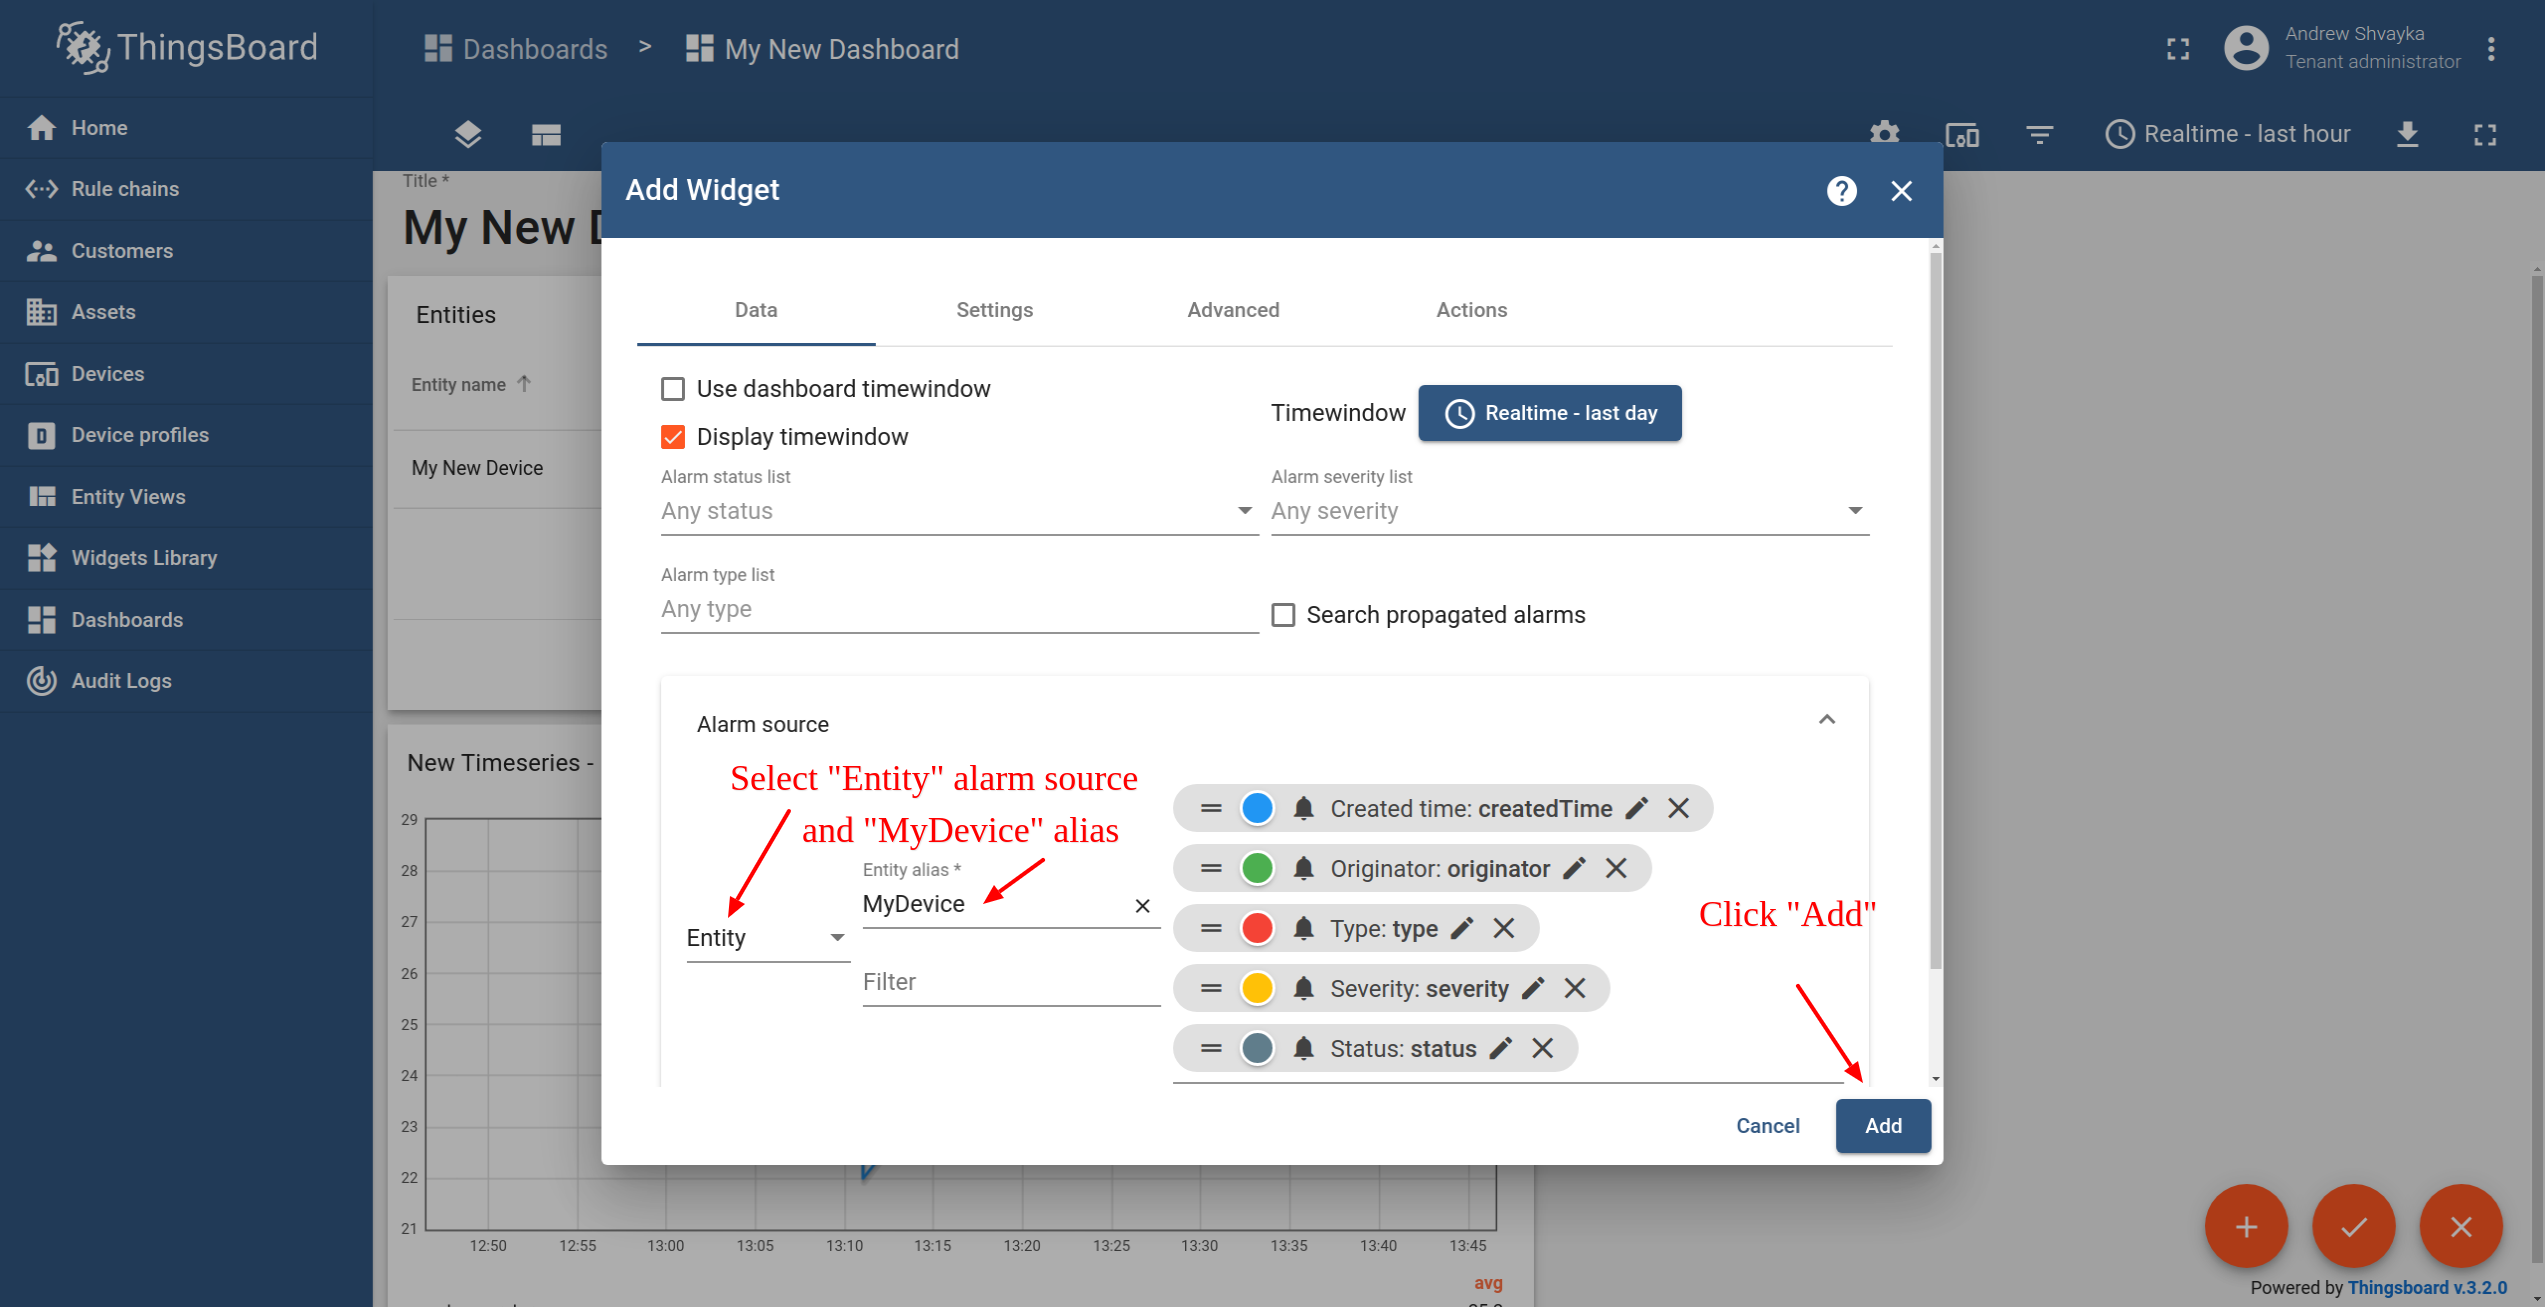 ThingsBoard
Dashboards > My New Dashboard
Andrew Shvayka
Tenant administrator
Home
Rule chains
Customers
Assets
Devices
Device profiles
Entity Views
Widgets Library
Dashboards
Audit Logs
Realtime - last hour
Title *
My New
Entities
Entity name
My New Device
New Timeseries -
29
28
27
26
25
24
23
22
21
12:50 12:55 13:00 13:05 13:10 13:15 13:20 13:25 13:30 13:35 13:40 13:45
avg
Add Widget
Data Settings Advanced Actions
Use dashboard timewindow
Display timewindow
Timewindow Realtime - last day
Alarm status list
Any status
Alarm severity list
Any severity
Alarm type list
Any type
Search propagated alarms
Alarm source
Select "Entity" alarm source
and "MyDevice" alias
Entity
Entity alias *
MyDevice
Filter
Created time: createdTime
Originator: originator
Type: type
Severity: severity
Status: status
Click "Add"
Cancel Add
Powered by Thingsboard v.3.2.0